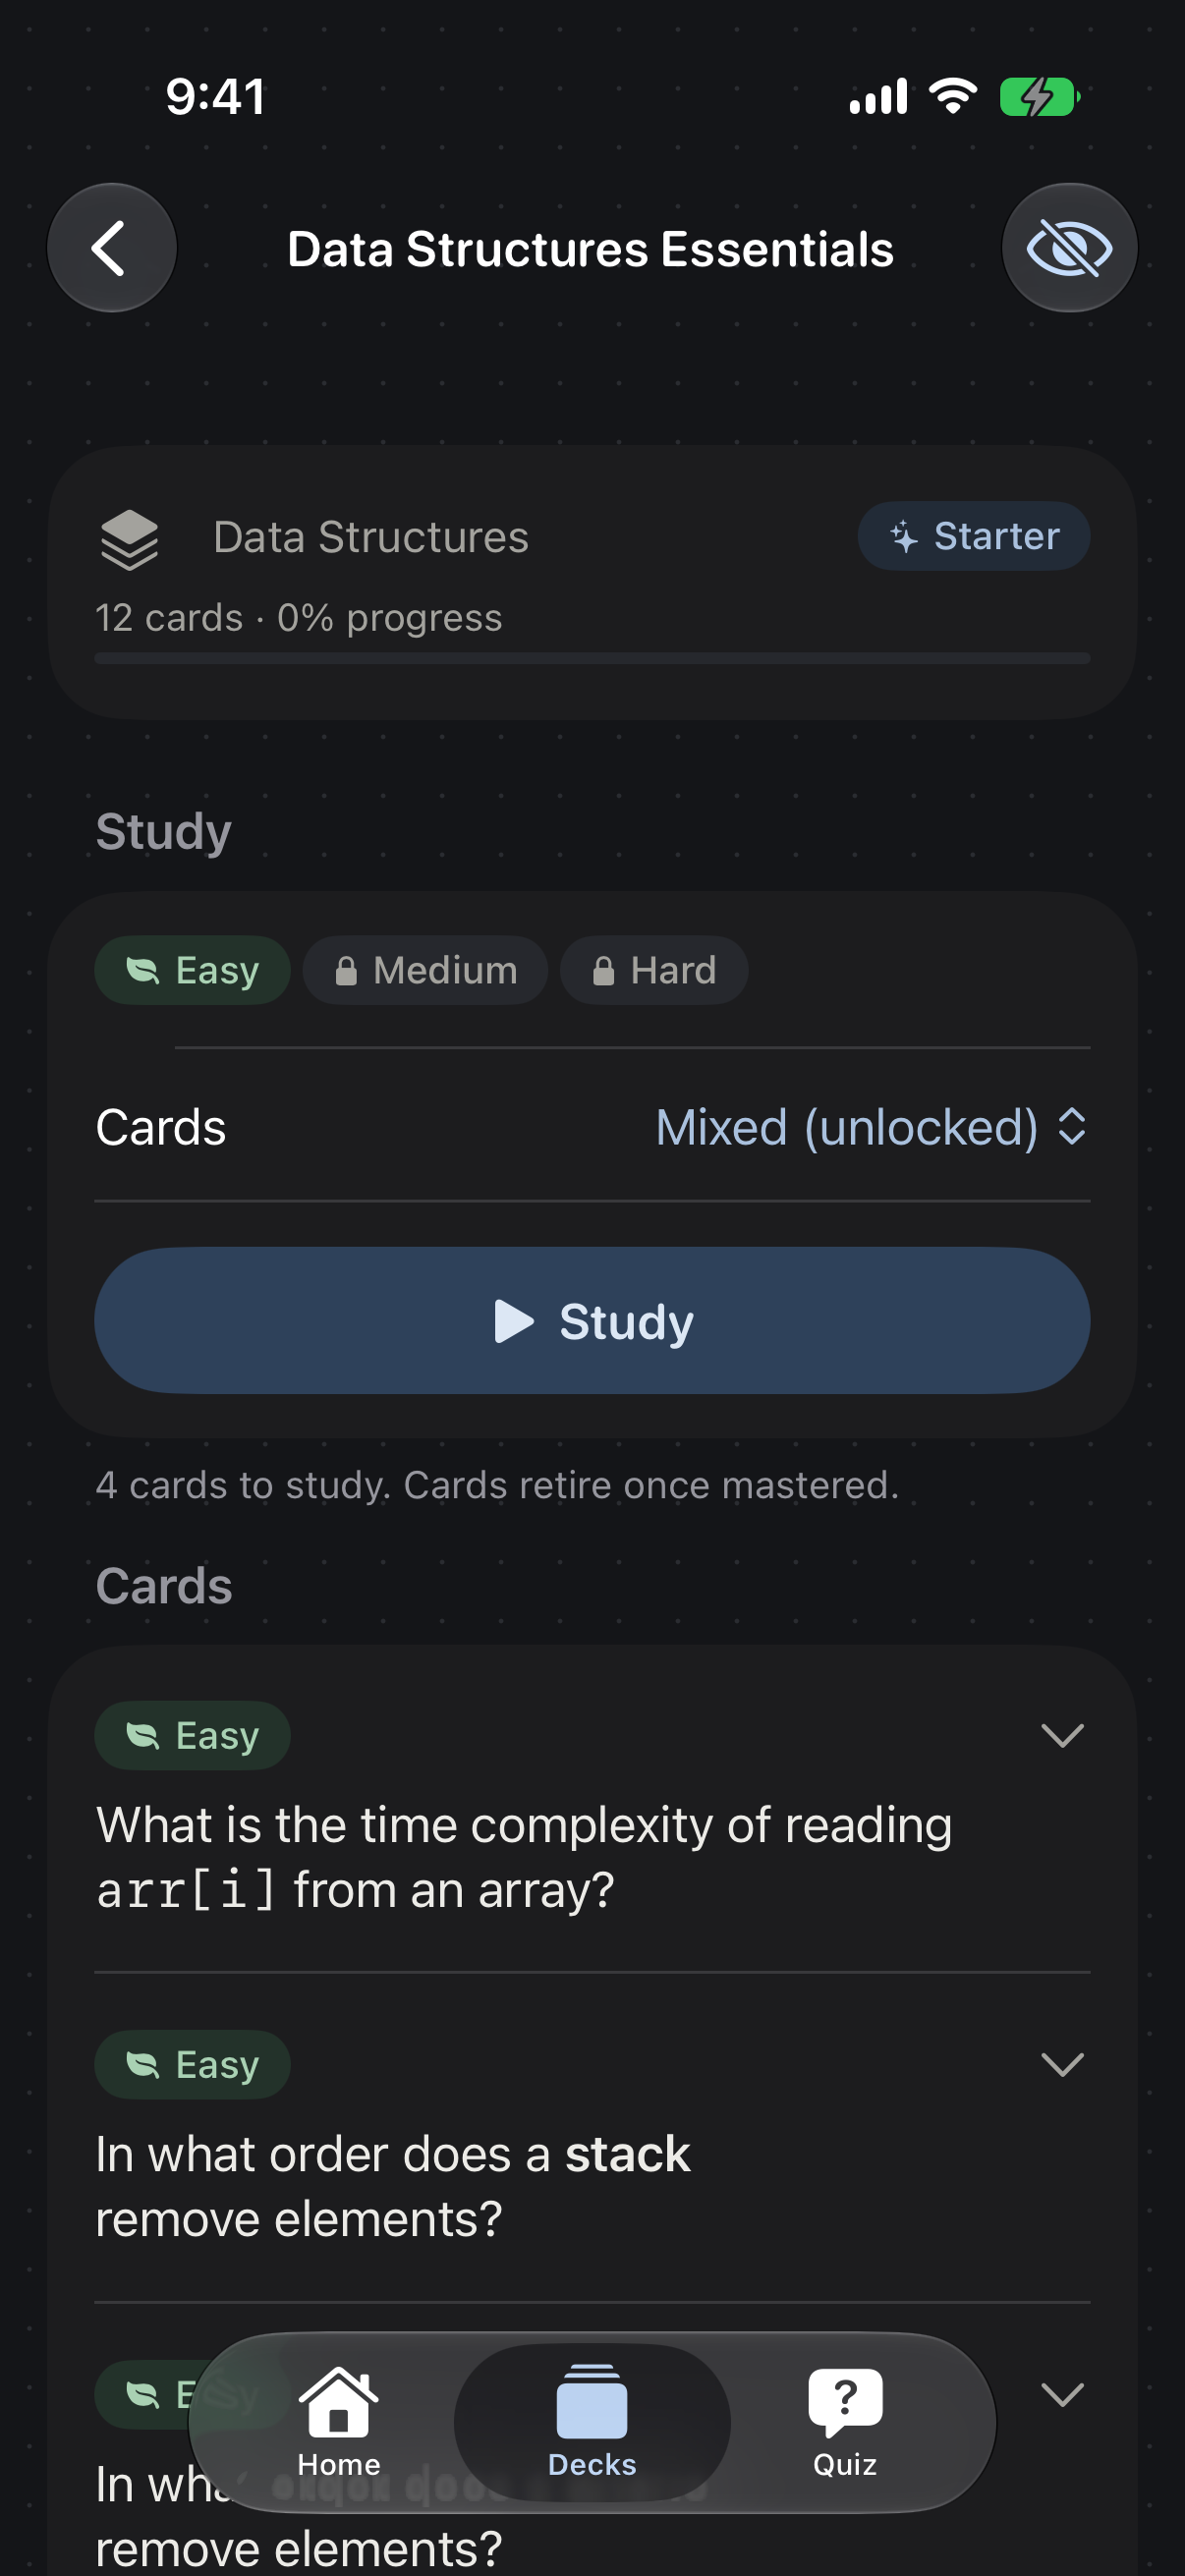 9:41
Data Structures Essentials
Data Structures
Starter
12 cards · 0% progress
Study
Easy
Medium
Hard
Cards
Mixed (unlocked)
Study
4 cards to study. Cards retire once mastered.
Cards
Easy
What is the time complexity of reading
arr[i] from an array?
Easy
In what order does a stack
remove elements?
In
remove elements?
Home
Decks
Quiz